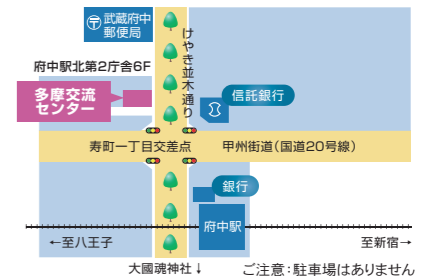 〒武蔵府中
郵便局
けやき並木通り
府中駅北第2庁舎6F
多摩交流
センター
信託銀行
寿町一丁目交差点
甲州街道(国道20号線)
銀行
府中駅
←至八王子
至新宿→
大國魂神社↓
ご注意:駐車場はありません